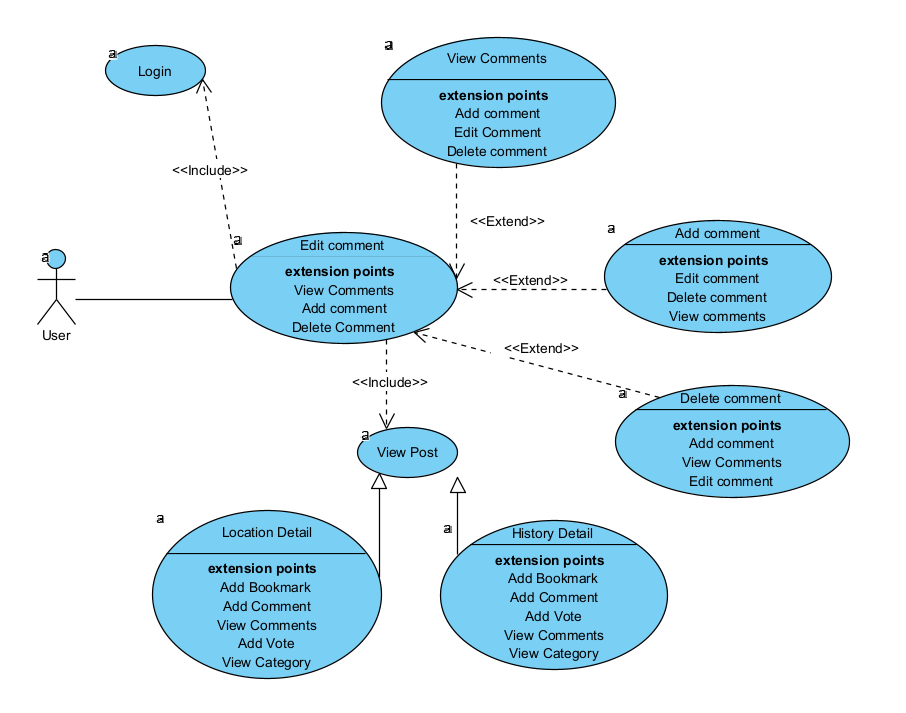 a
Login
<<Include>>
a
View Comments
extension points
Add comment
Edit Comment
Delete comment
<<Extend>>
a
User
a
Edit comment
extension points
View Comments
Add comment
Delete Comment
<<Extend>>
a
Add comment
extension points
Edit comment
Delete comment
View comments
<<Extend>>
a
Delete comment
extension points
Add comment
View Comments
Edit comment
<<Include>>
a
View Post
a
Location Detail
extension points
Add Bookmark
Add Comment
View Comments
Add Vote
View Category
a
History Detail
extension points
Add Bookmark
Add Comment
Add Vote
View Comments
View Category